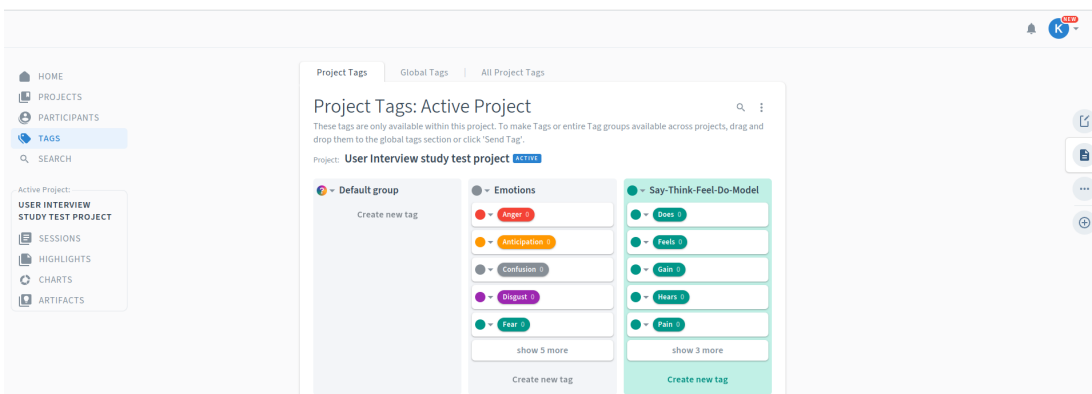 K NEW
HOME
PROJECTS
PARTICIPANTS
TAGS
SEARCH
Active Project:
USER INTERVIEW
STUDY TEST PROJECT
SESSIONS
HIGHLIGHTS
CHARTS
ARTIFACTS
Project Tags Global Tags All Project Tags
Project Tags: Active Project
These tags are only available within this project. To make Tags or entire Tag groups available across projects, drag and
drop them to the global tags section or click 'Send Tag'.
Project: User Interview study test project ACTIVE
? Default group
Create new tag
Emotions
Anger 0
Anticipation 0
Confusion 0
Disgust 0
Fear 0
show 5 more
Create new tag
Say-Think-Feel-Do-Model
Does 0
Feels 0
Gain 0
Hears 0
Pain 0
show 3 more
Create new tag